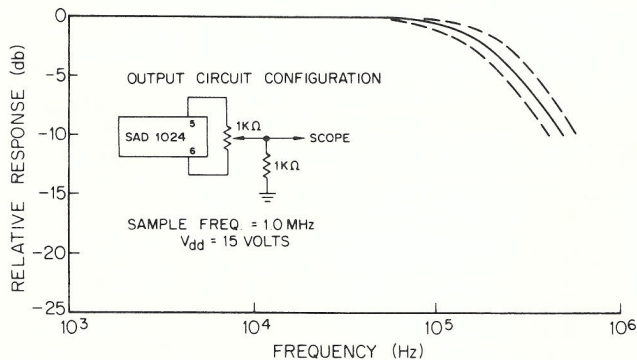 0
-5
-10
-15
-20
-25
RELATIVE RESPONSE (db)
OUTPUT CIRCUIT CONFIGURATION
SAD 1024
5
6
1KΩ
SCOPE
1KΩ
SAMPLE FREQ. = 1.0 MHz
Vdd = 15 VOLTS
10³
10⁴
10⁵
10⁶
FREQUENCY (Hz)